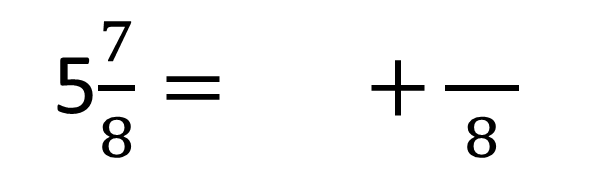 5 7/8 = + /8